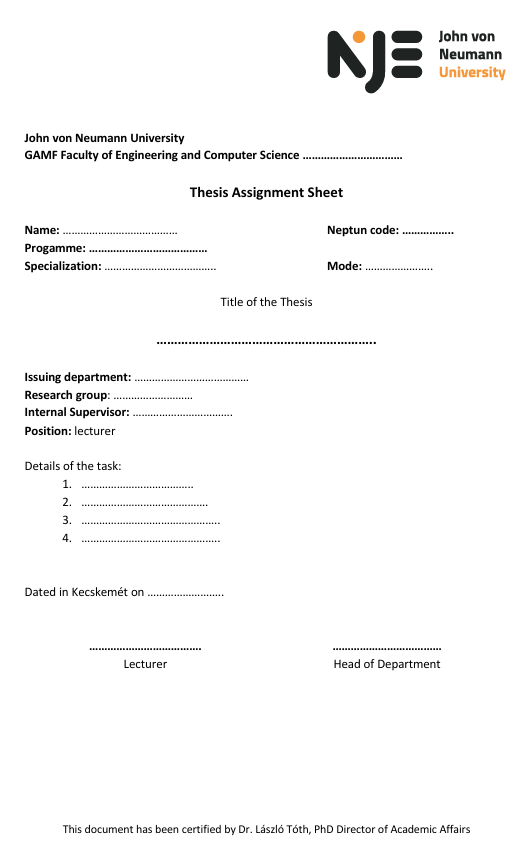 NJE
John von
Neumann
University
John von Neumann University
GAMF Faculty of Engineering and Computer Science ……………………………
Thesis Assignment Sheet
Name: ………………………………… Neptun code: ……………..
Progamme: …………………………………
Specialization: ……………………………….. Mode: …………………..
Title of the Thesis
……………………………………………………..
Issuing department: …………………………………
Research group: ………………………
Internal Supervisor: …………………………….
Position: lecturer
Details of the task:
1. ………………………………..
2. …………………………………….
3. ………………………………………..
4. ………………………………………..
Dated in Kecskemét on ……………………..
………………………………. ………………………………
Lecturer Head of Department
This document has been certified by Dr. László Tóth, PhD Director of Academic Affairs